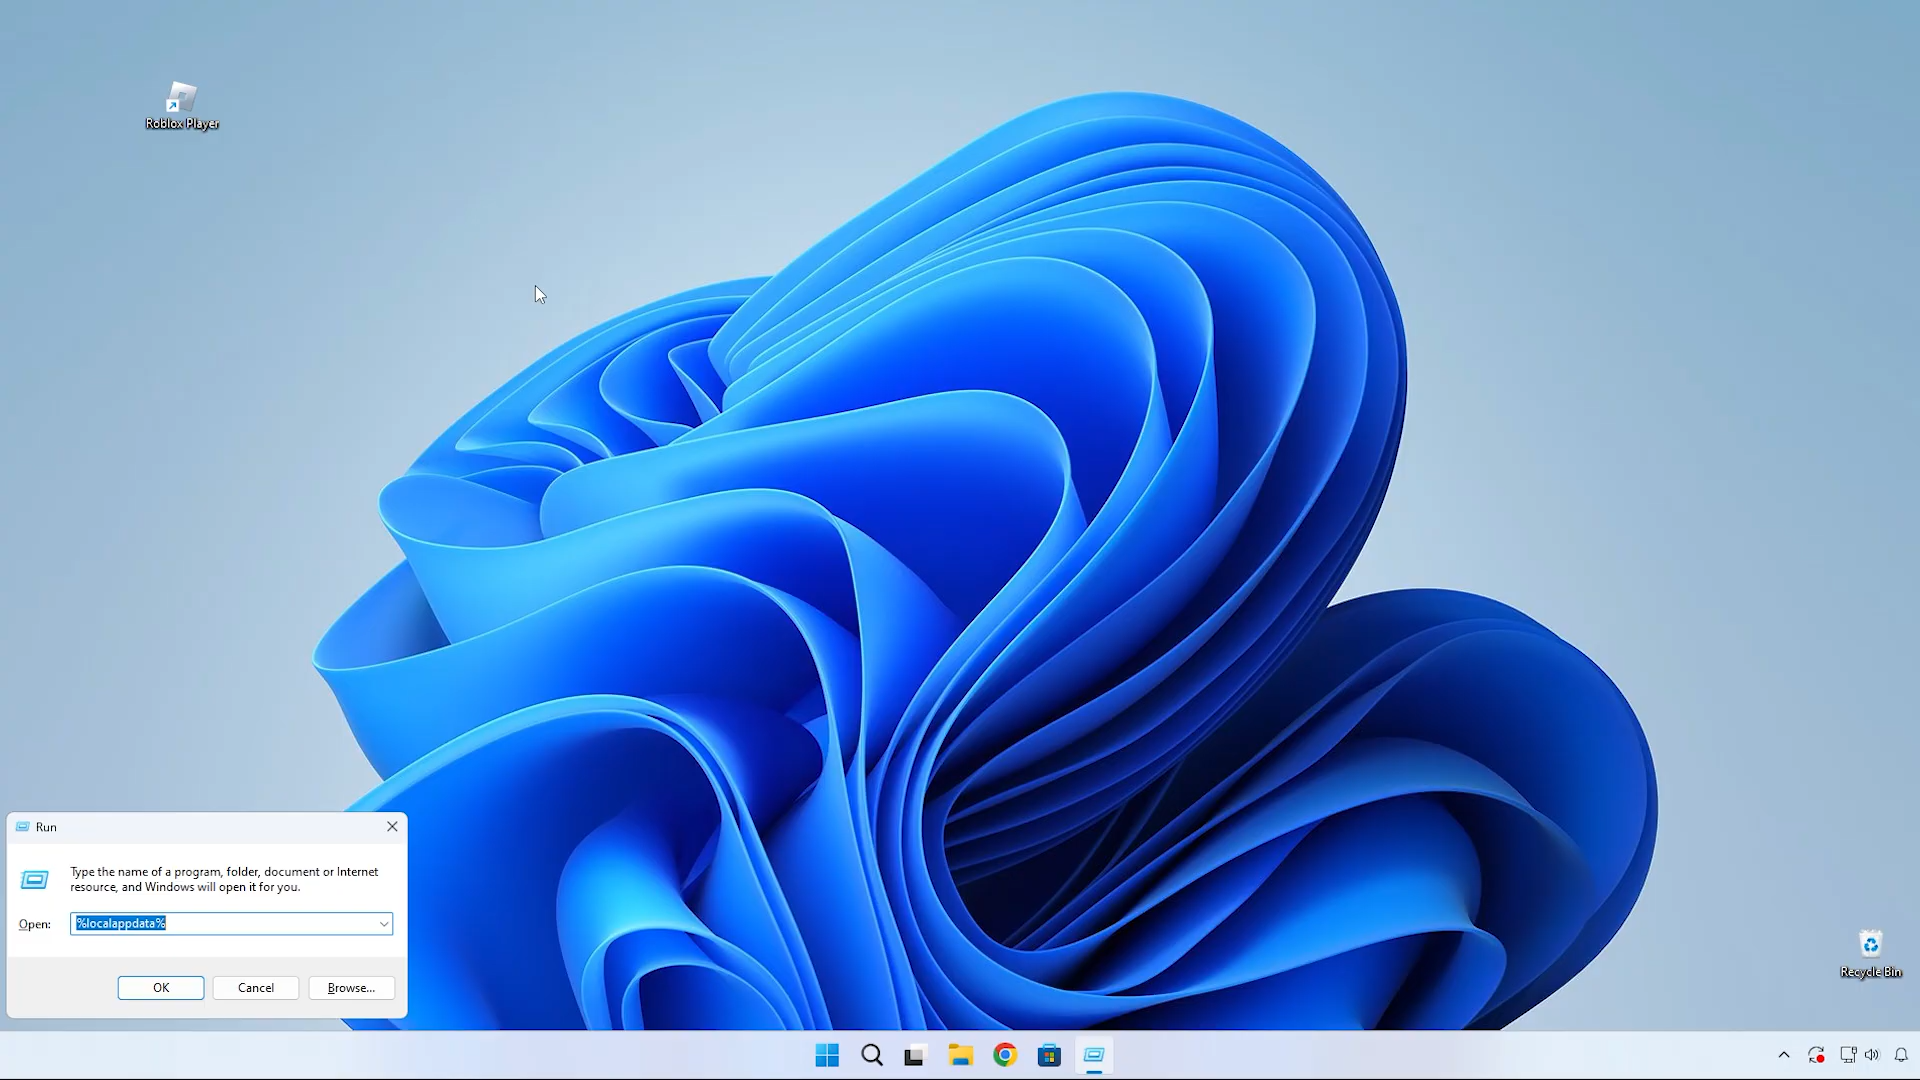 Roblox Player
Run
Type the name of a program, folder, document or Internet
resource, and Windows will open it for you.
Open:
%localappdata%
OK
Cancel
Browse...
Recycle Bin